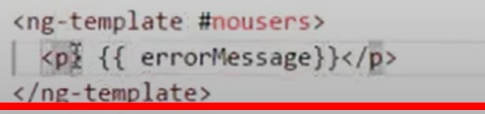 <ng-template #nousers>
<p> {{ errorMessage}}</p>
</ng-template>